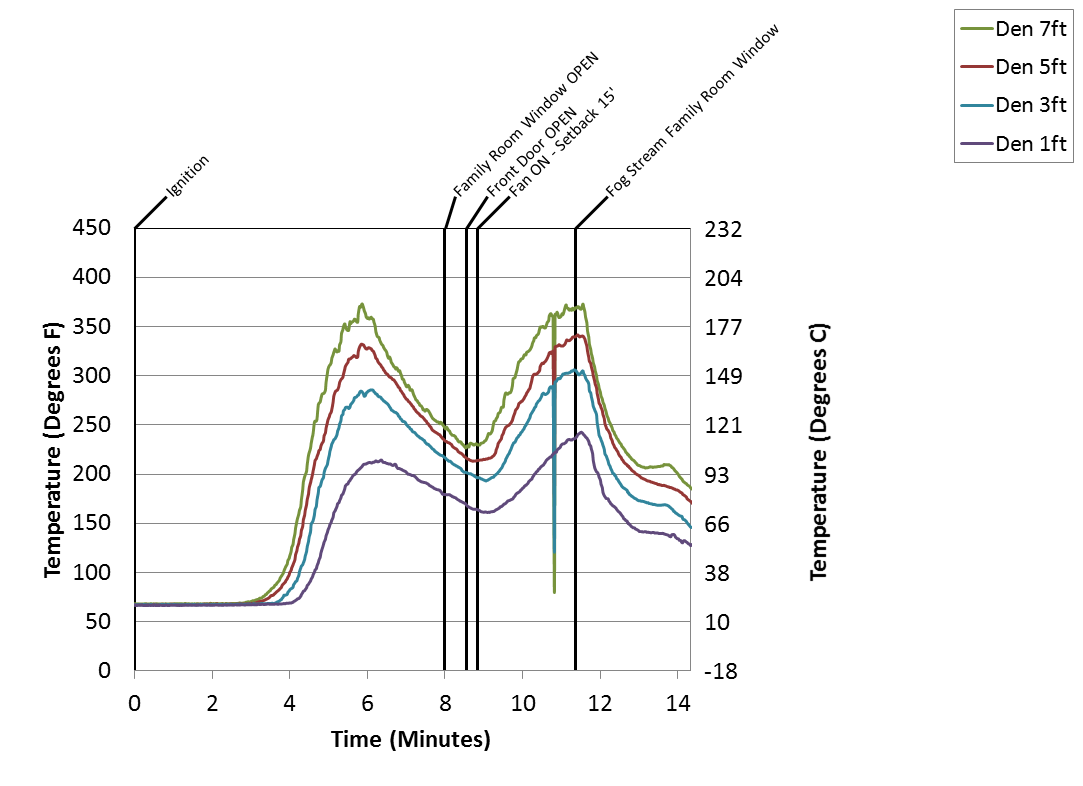 Den 7ft
Den 5ft
Den 3ft
Den 1ft
Ignition
Family Room Window OPEN
Front Door OPEN
Fan ON - Setback 15'
Fog Stream Family Room Window
Temperature (Degrees F)
450
400
350
300
250
200
150
100
50
0
232
204
177
149
121
93
66
38
10
-18
Temperature (Degrees C)
0 2 4 6 8 10 12 14
Time (Minutes)